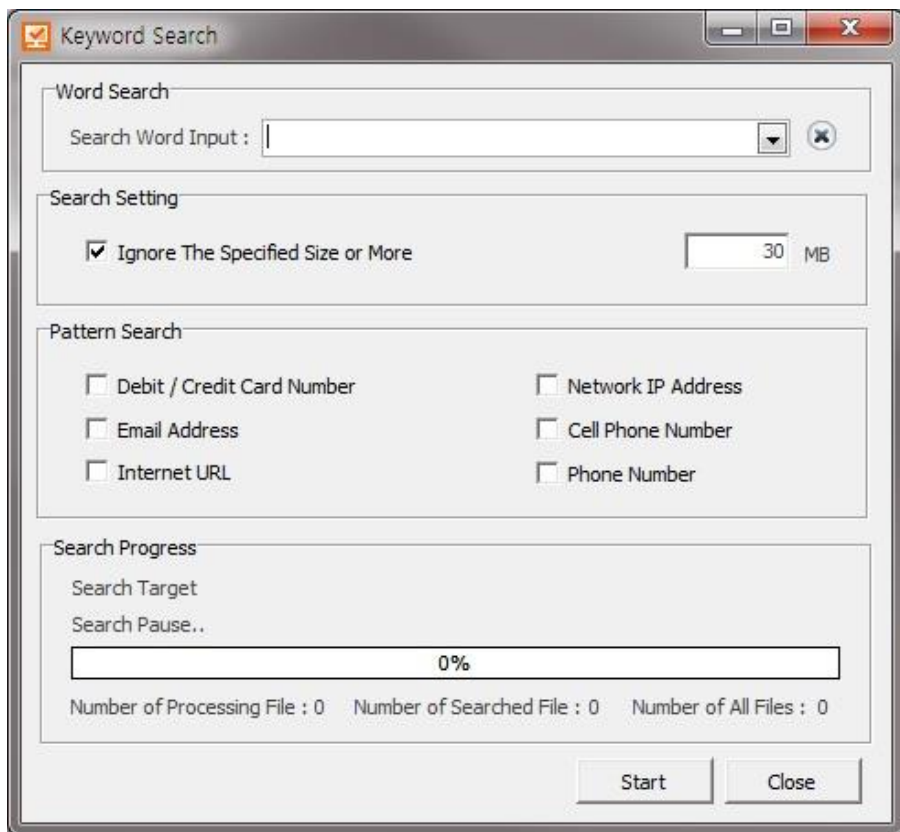 Keyword Search
Word Search
Search Word Input :
Search Setting
Ignore The Specified Size or More 30 MB
Pattern Search
Debit / Credit Card Number Network IP Address
Email Address Cell Phone Number
Internet URL Phone Number
Search Progress
Search Target
Search Pause..
0%
Number of Processing File : 0 Number of Searched File : 0 Number of All Files : 0
Start Close